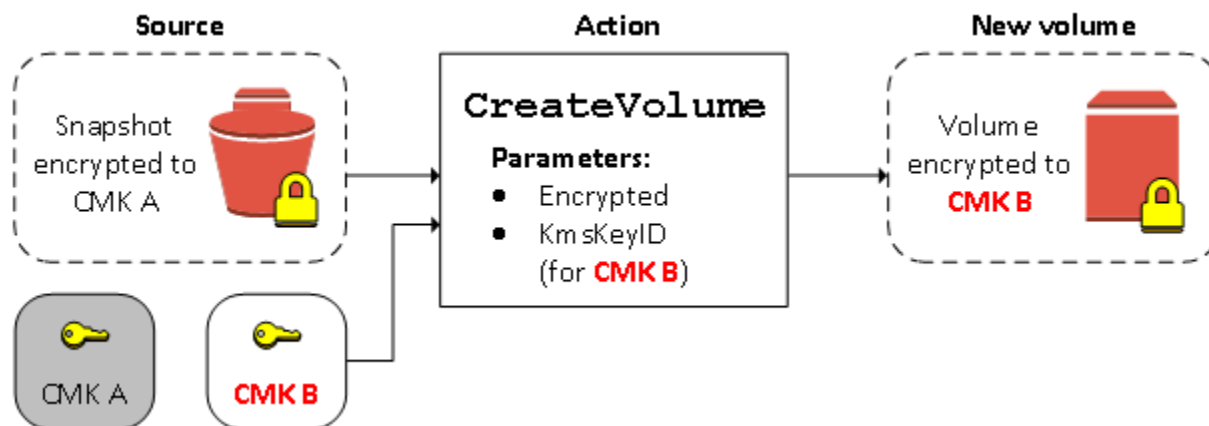 Source
Action
New volume
Snapshot
encrypted to
CMK A
CreateVolume
Parameters:
● Encrypted
● KmsKeyID
(for CMK B)
Volume
encrypted to
CMK B
CMK A
CMK B